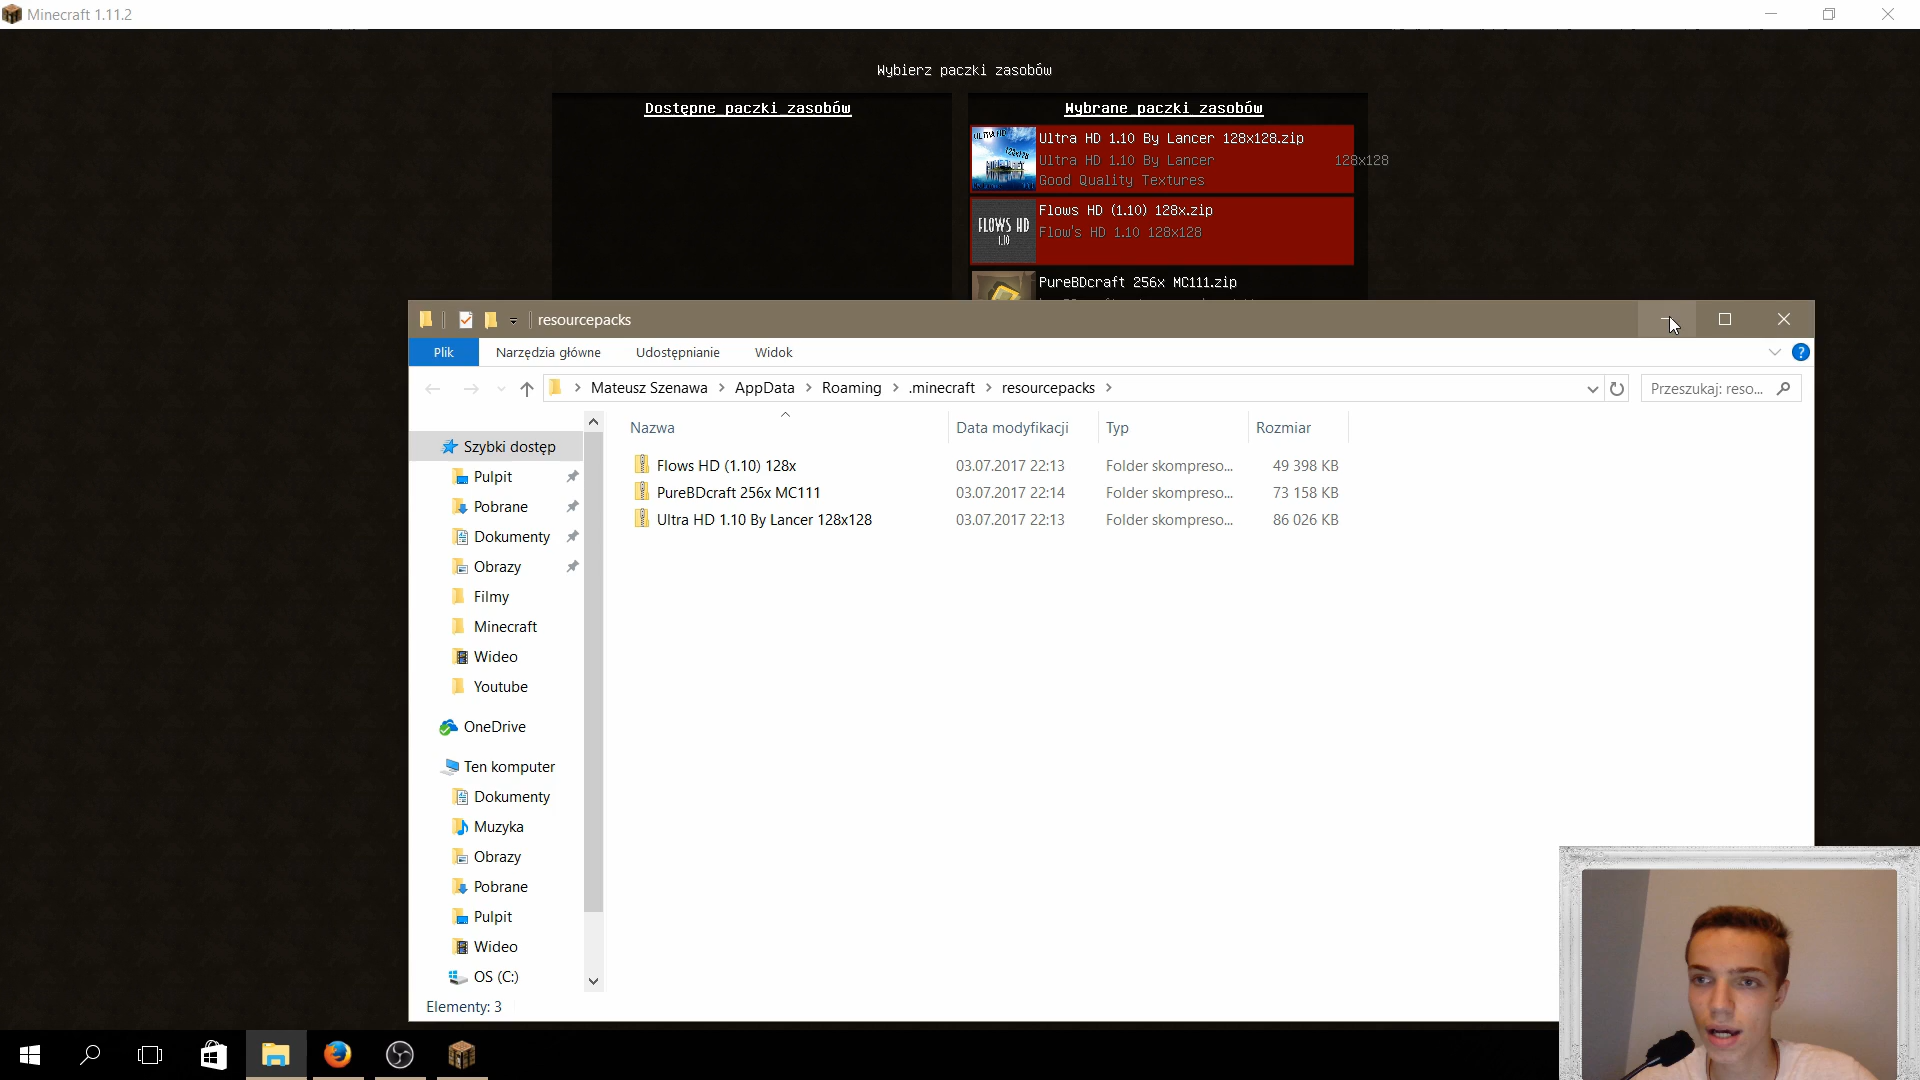 Minecraft 1.11.2
Wybierz paczki zasobów
Dostępne paczki zasobów
Wybrane paczki zasobów
Ultra HD 1.10 By Lancer 128x128.zip
Ultra HD 1.10 By Lancer 128x128
Good Quality Textures
FLOWS HD
1.10
Flows HD (1.10) 128x.zip
Flow's HD 1.10 128x128
PureBDcraft 256x MC111.zip
resourcepacks
Plik
Narzędzia główne
Udostępnianie
Widok
Mateusz Szenawa > AppData > Roaming > .minecraft > resourcepacks >
Przeszukaj: reso...
Nazwa
Data modyfikacji
Typ
Rozmiar
Flows HD (1.10) 128x 03.07.2017 22:13 Folder skompreso... 49 398 KB
PureBDcraft 256x MC111 03.07.2017 22:14 Folder skompreso... 73 158 KB
Ultra HD 1.10 By Lancer 128x128 03.07.2017 22:13 Folder skompreso... 86 026 KB
Szybki dostęp
Pulpit
Pobrane
Dokumenty
Obrazy
Filmy
Minecraft
Wideo
Youtube
OneDrive
Ten komputer
Dokumenty
Muzyka
Obrazy
Pobrane
Pulpit
Wideo
OS (C:)
Elementy: 3